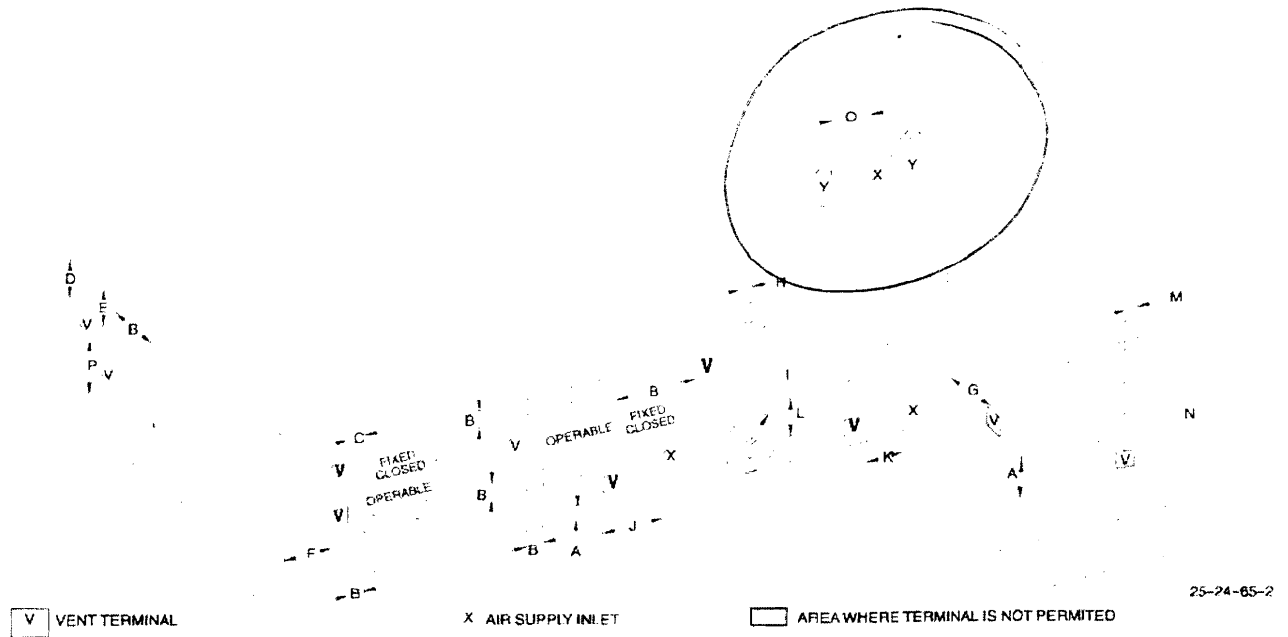 O
Y X Y
H
D
E
B
M
V
P
V
V
B
I
G
C
B
V
OPERABLE
FIXED
CLOSED
L
V
X
V
N
V
FIXED
CLOSED
X
K
V
V
OPERABLE
B
V
A
F
B
A
J
B
25-24-65-2
V VENT TERMINAL
X AIR SUPPLY INLET
AREA WHERE TERMINAL IS NOT PERMITED